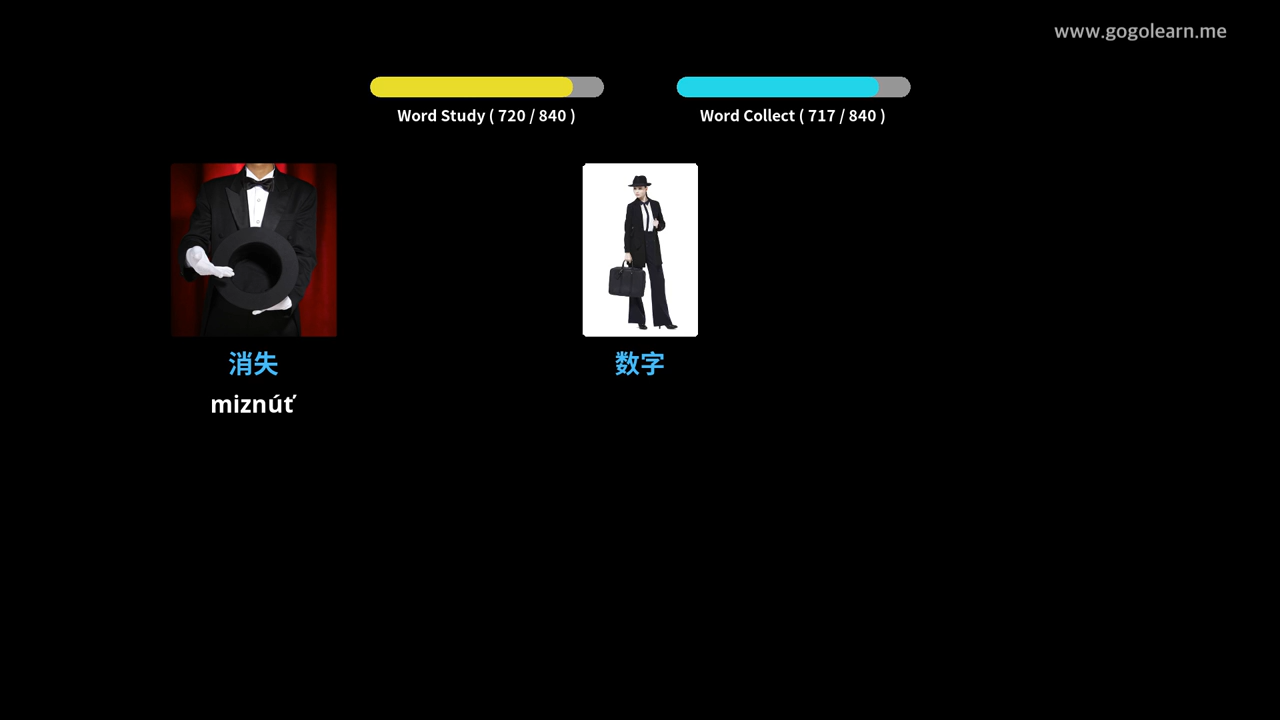 www.gogolearn.me
Word Study ( 720 / 840 )
Word Collect ( 717 / 840 )
消失
数字
miznúť